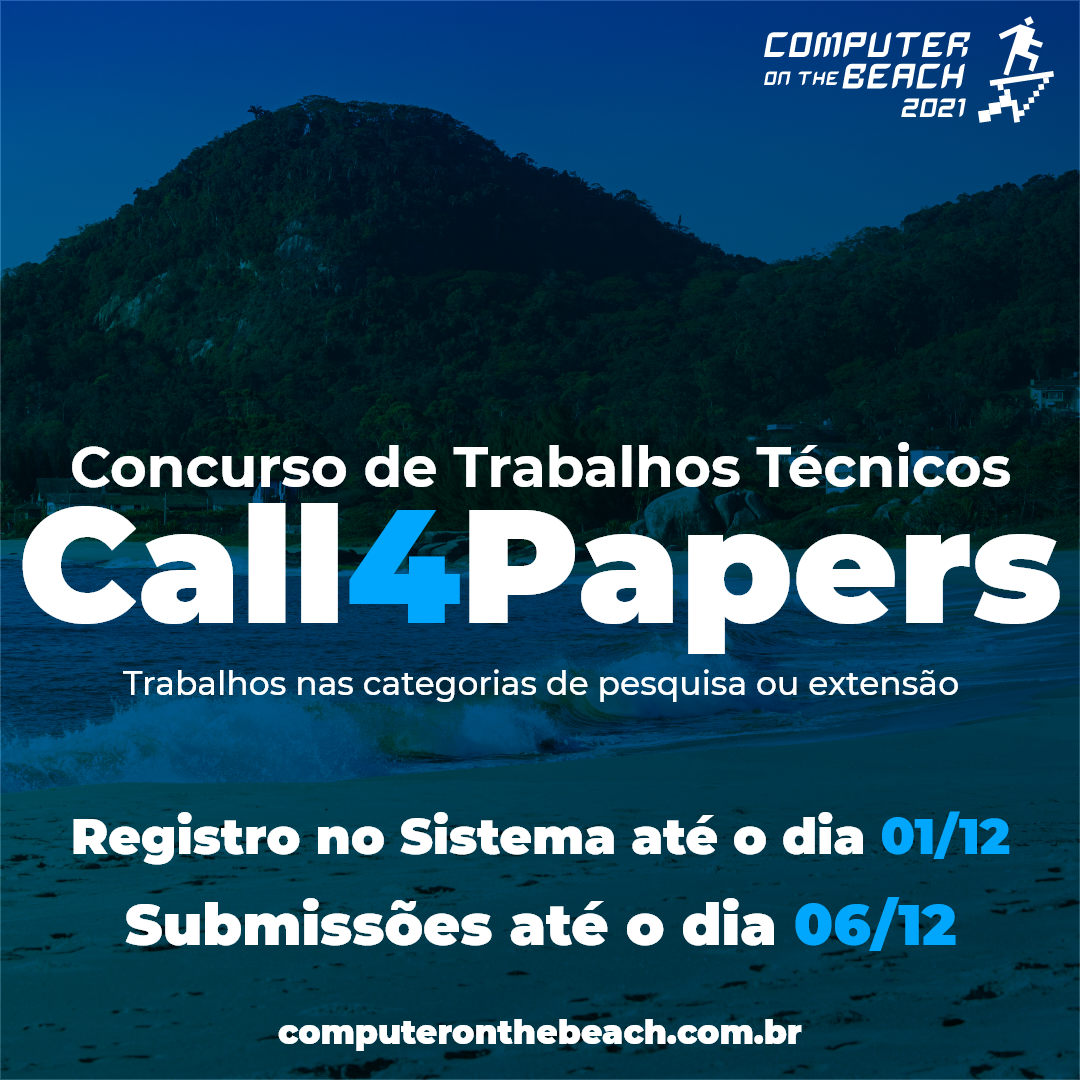 COMPUTER
ON THE BEACH
2021
Concurso de Trabalhos Técnicos
Call4Papers
Trabalhos nas categorias de pesquisa ou extensão
Registro no Sistema até o dia 01/12
Submissões até o dia 06/12
computeronthebeach.com.br